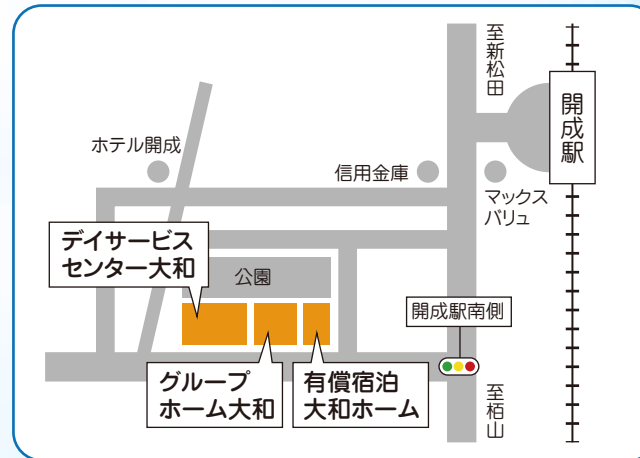 至新松田
開成駅
ホテル開成
信用金庫
マックス
バリュ
デイサービス
センター大和
公園
開成駅南側
グループ
ホーム大和
有償宿泊
大和ホーム
至栢山